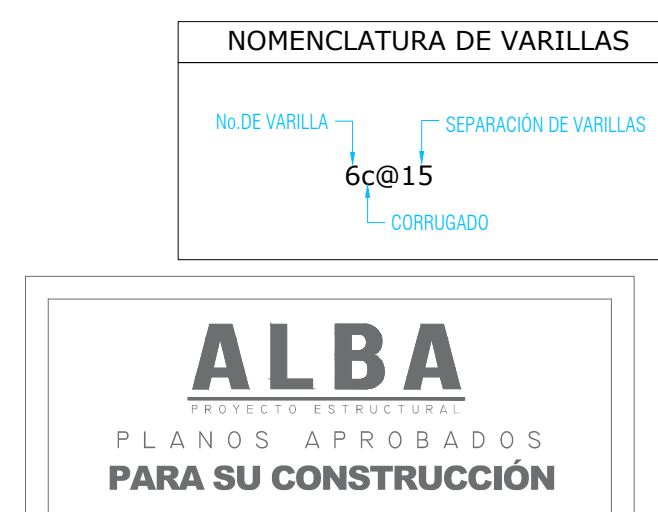 NOMENCLATURA DE VARILLAS
No.DE VARILLA
SEPARACIÓN DE VARILLAS
6c@15
CORRUGADO
ALBA
PROYECTO ESTRUCTURAL
PLANOS APROBADOS
PARA SU CONSTRUCCIÓN